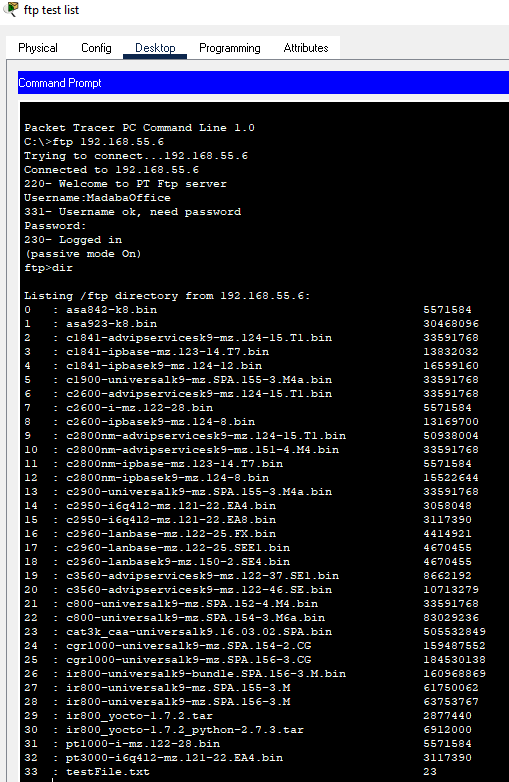 ftp test list
Physical Config Desktop Programming Attributes
Command Prompt
Packet Tracer PC Command Line 1.0
C:\>ftp 192.168.55.6
Trying to connect...192.168.55.6
Connected to 192.168.55.6
220- Welcome to PT Ftp server
Username:MadabaOffice
331- Username ok, need password
Password:
230- Logged in
(passive mode On)
ftp>dir
Listing /ftp directory from 192.168.55.6:
0 : asa842-k8.bin 5571584
1 : asa923-k8.bin 30468096
2 : c1841-advipservicesk9-mz.124-15.T1.bin 33591768
3 : c1841-ipbase-mz.123-14.T7.bin 13832032
4 : c1841-ipbasek9-mz.124-12.bin 16599160
5 : c1900-universalk9-mz.SPA.155-3.M4a.bin 33591768
6 : c2600-advipservicesk9-mz.124-15.T1.bin 33591768
7 : c2600-i-mz.122-28.bin 5571584
8 : c2600-ipbasek9-mz.124-8.bin 13169700
9 : c2800nm-advipservicesk9-mz.124-15.T1.bin 50938004
10 : c2800nm-advipservicesk9-mz.151-4.M4.bin 33591768
11 : c2800nm-ipbase-mz.123-14.T7.bin 5571584
12 : c2800nm-ipbasek9-mz.124-8.bin 15522644
13 : c2900-universalk9-mz.SPA.155-3.M4a.bin 33591768
14 : c2950-i6q4l2-mz.121-22.EA4.bin 3058048
15 : c2950-i6q4l2-mz.121-22.EA8.bin 3117390
16 : c2960-lanbase-mz.122-25.FX.bin 4414921
17 : c2960-lanbase-mz.122-25.SEE1.bin 4670455
18 : c2960-lanbasek9-mz.150-2.SE4.bin 4670455
19 : c3560-advipservicesk9-mz.122-37.SE1.bin 8662192
20 : c3560-advipservicesk9-mz.122-46.SE.bin 10713279
21 : c800-universalk9-mz.SPA.152-4.M4.bin 33591768
22 : c800-universalk9-mz.SPA.154-3.M6a.bin 83029236
23 : cat3k_caa-universalk9.16.03.02.SPA.bin 505532849
24 : cgr1000-universalk9-mz.SPA.154-2.CG 159487552
25 : cgr1000-universalk9-mz.SPA.156-3.CG 184530138
26 : ir800-universalk9-bundle.SPA.156-3.M.bin 160968869
27 : ir800-universalk9-mz.SPA.155-3.M 61750062
28 : ir800-universalk9-mz.SPA.156-3.M 63753767
29 : ir800_yocto-1.7.2.tar 2877440
30 : ir800_yocto-1.7.2_python-2.7.3.tar 6912000
31 : pt1000-i-mz.122-28.bin 5571584
32 : pt3000-i6q4l2-mz.121-22.EA4.bin 3117390
33 : testFile.txt 23